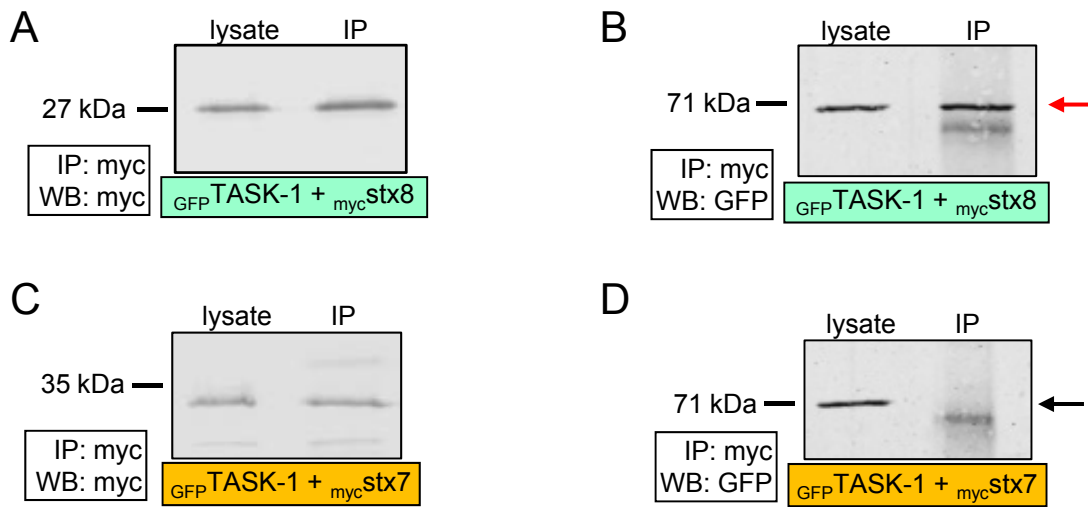 A
lysate IP
27 kDa
IP: myc
WB: myc
GFPTASK-1 + mycstx8
B
lysate IP
71 kDa
IP: myc
WB: GFP
GFPTASK-1 + mycstx8
C
lysate IP
35 kDa
IP: myc
WB: myc
GFPTASK-1 + mycstx7
D
lysate IP
71 kDa
IP: myc
WB: GFP
GFPTASK-1 + mycstx7